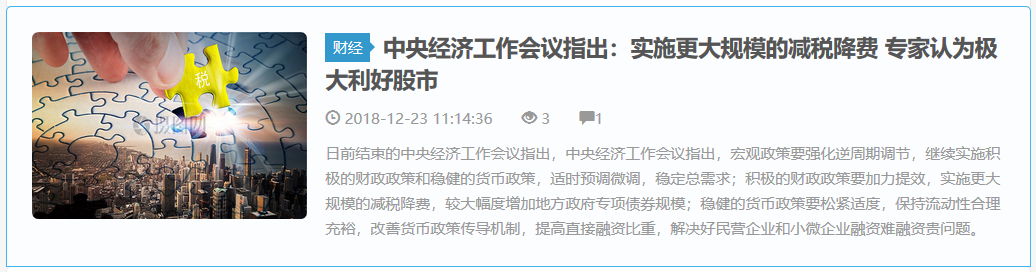 税
财经
中央经济工作会议指出：实施更大规模的减税降费 专家认为极
大利好股市
2018-12-23 11:14:36 3 1
日前结束的中央经济工作会议指出，中央经济工作会议指出，宏观政策要强化逆周期调节，继续实施积
极的财政政策和稳健的货币政策，适时预调微调，稳定总需求；积极的财政政策要加力提效，实施更大
规模的减税降费，较大幅度增加地方政府专项债券规模；稳健的货币政策要松紧适度，保持流动性合理
充裕，改善货币政策传导机制，提高直接融资比重，解决好民营企业和小微企业融资难融资贵问题。